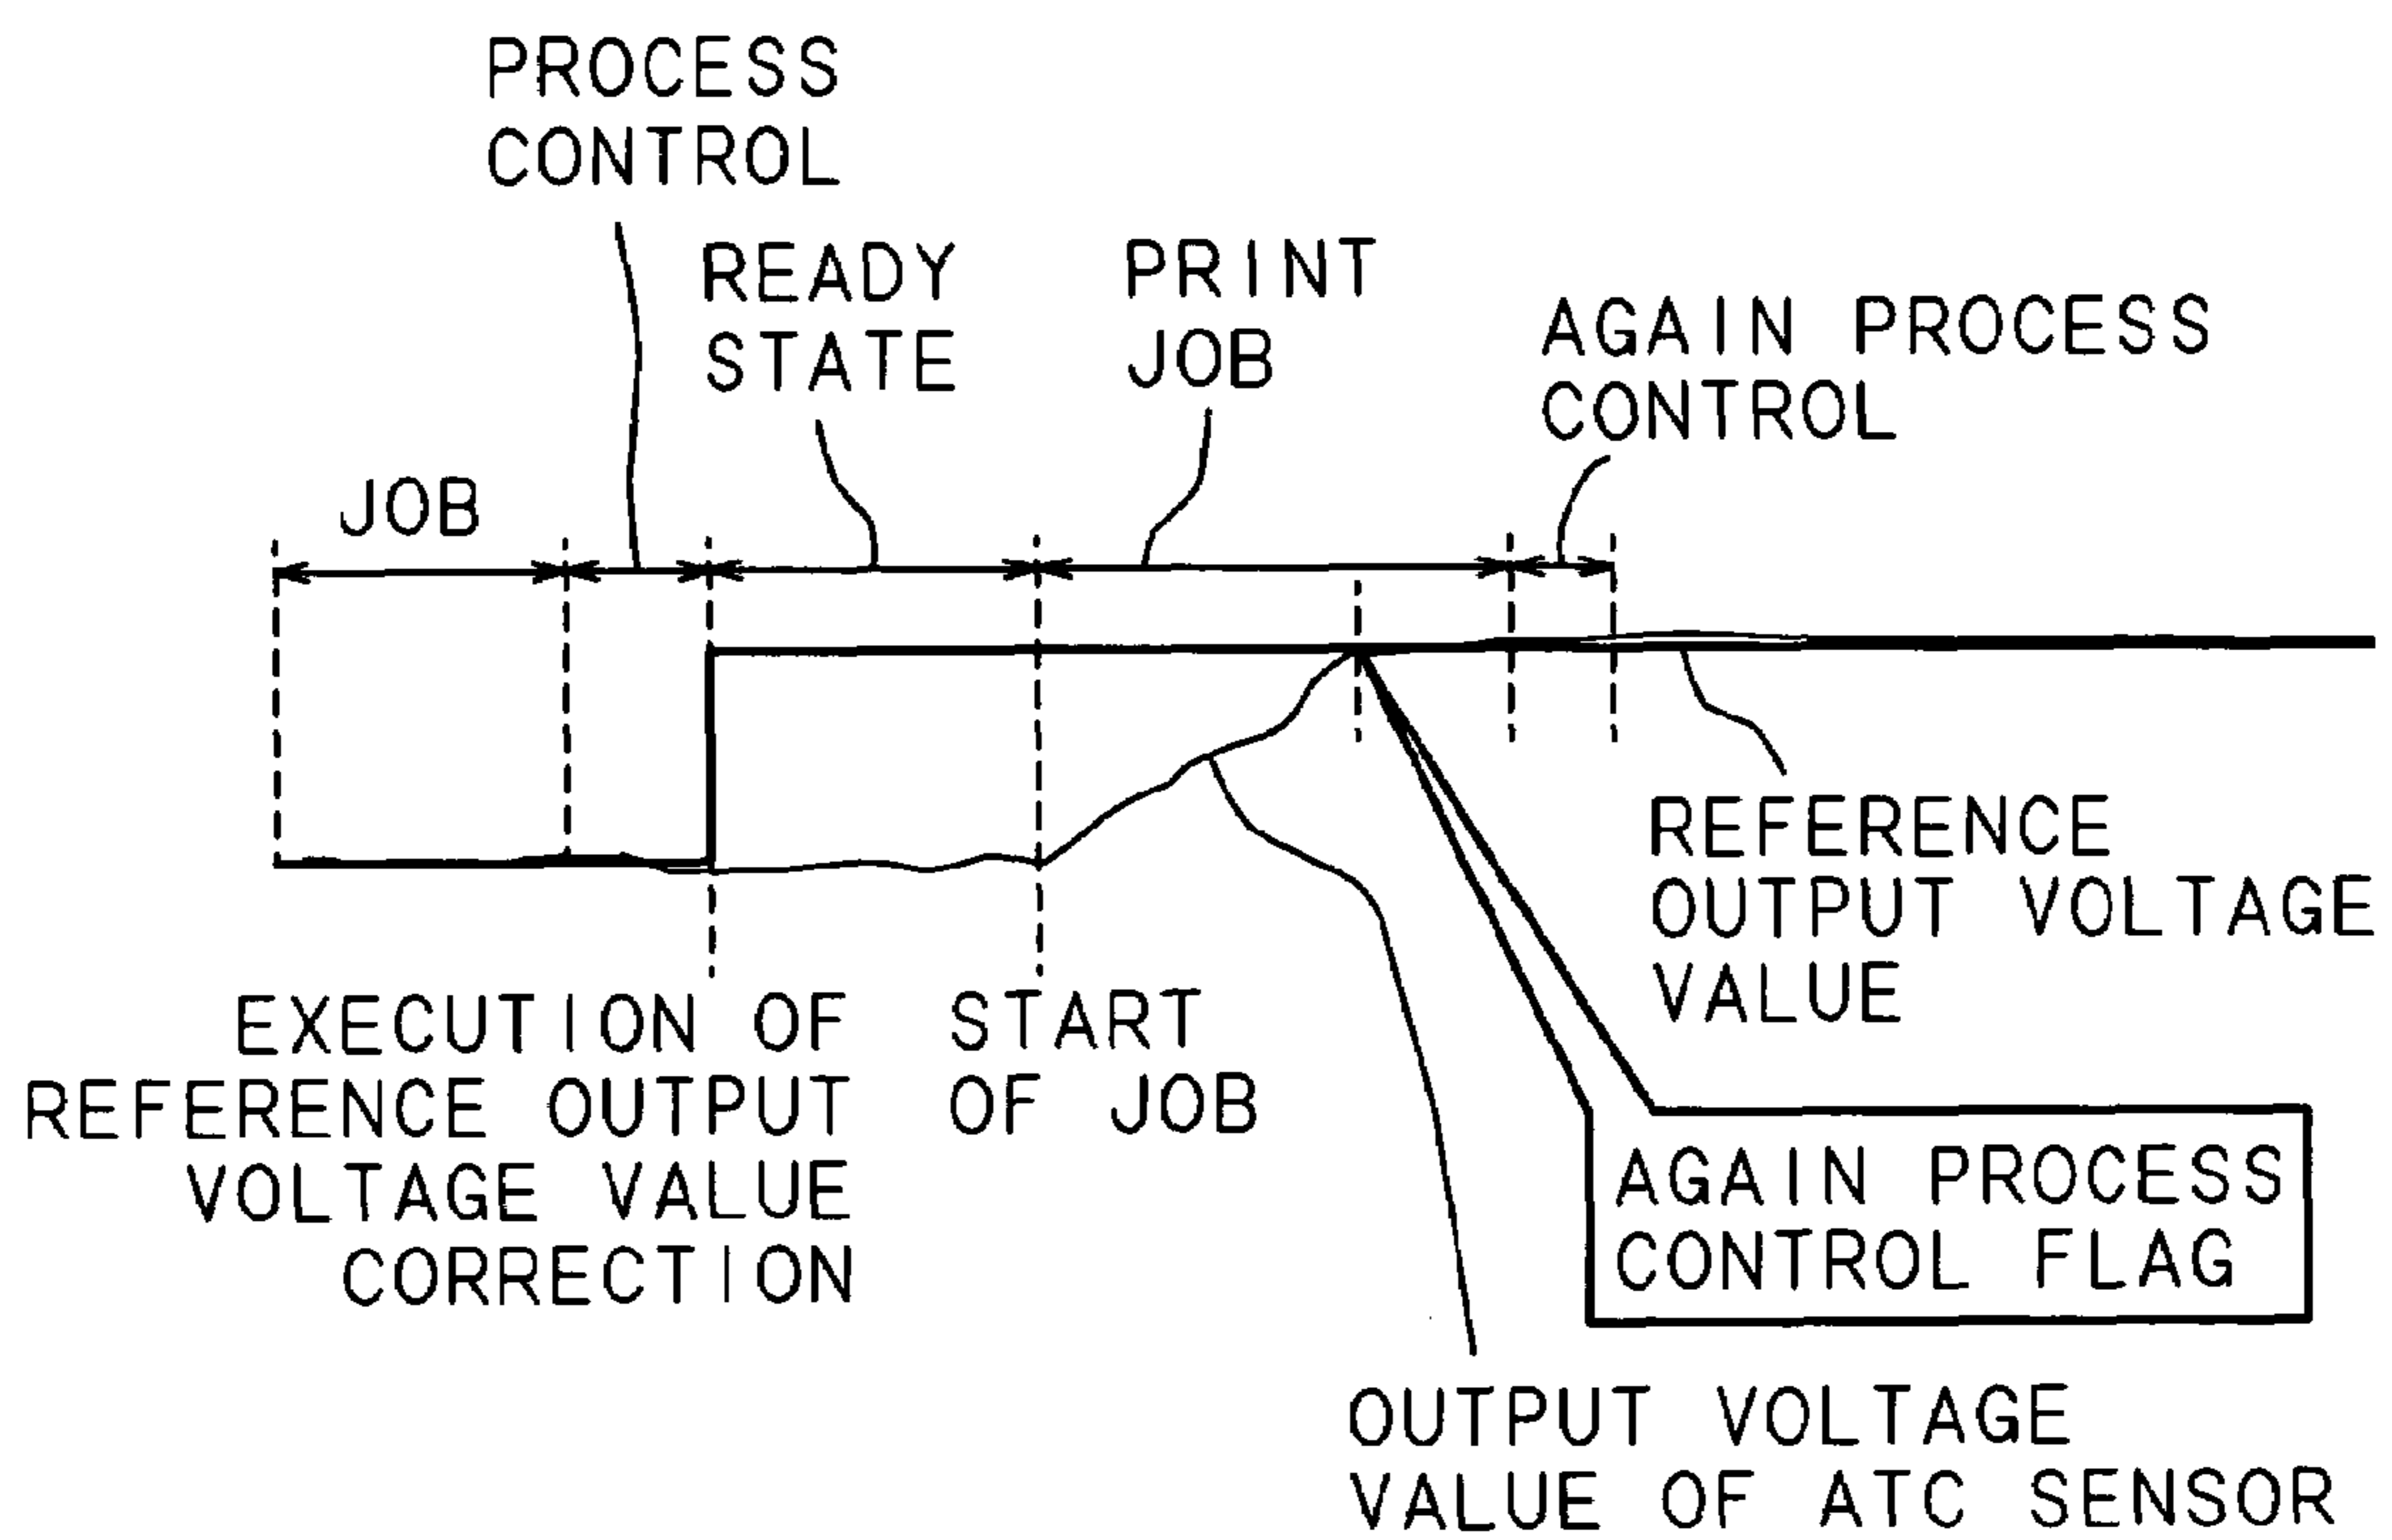 PROCESS
CONTROL
READY
STATE
PRINT
JOB
AGAIN PROCESS
CONTROL
JOB
REFERENCE
OUTPUT VOLTAGE
VALUE
EXECUTION OF
REFERENCE OUTPUT
VOLTAGE VALUE
CORRECTION
START
OF JOB
AGAIN PROCESS
CONTROL FLAG
OUTPUT VOLTAGE
VALUE OF ATC SENSOR